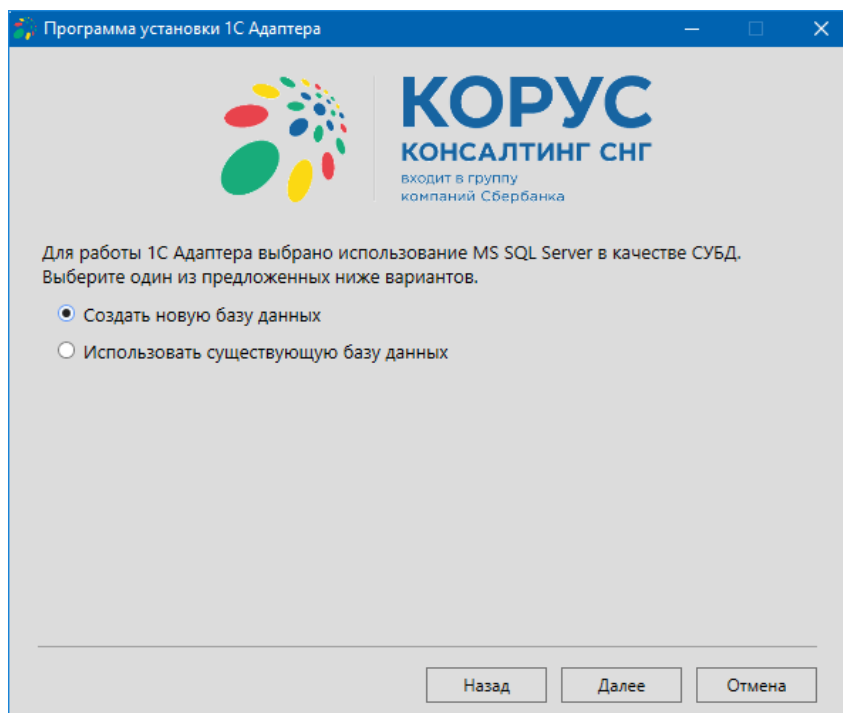 Программа установки 1С Адаптера
КОРУС
КОНСАЛТИНГ СНГ
входит в группу
компаний Сбербанка
Для работы 1С Адаптера выбрано использование MS SQL Server в качестве СУБД.
Выберите один из предложенных ниже вариантов.
Создать новую базу данных
Использовать существующую базу данных
Назад
Далее
Отмена